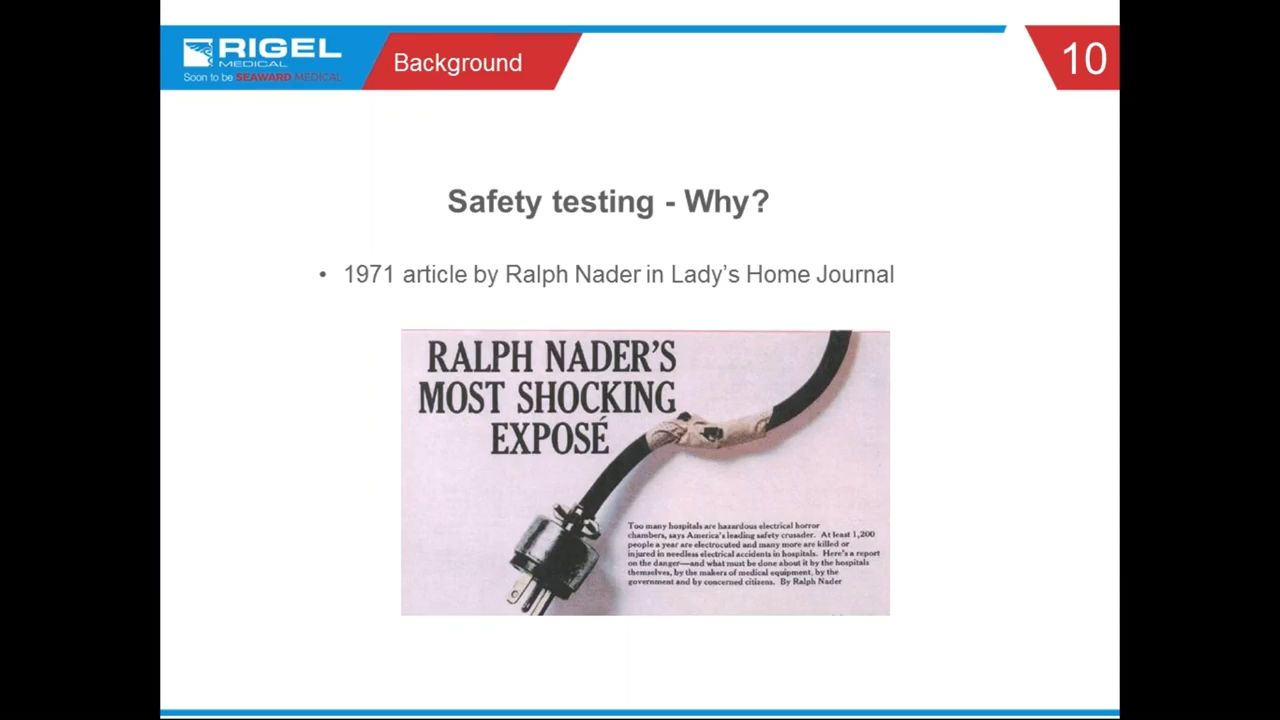 RIGEL
MEDICAL
Soon to be SEAWARD MEDICAL
Background
10
Safety testing - Why?
• 1971 article by Ralph Nader in Lady’s Home Journal
RALPH NADER'S
MOST SHOCKING
EXPOSÉ
Too many hospitals are hazardous electrical horror
chambers, says America's leading safety crusader. At least 1,200
people a year are electrocuted and many more are killed or
injured in needless electrical accidents in hospitals. Here's a report
on the danger—and what must be done about it by the hospitals
themselves, by the makers of medical equipment, by the
government and by concerned citizens. By Ralph Nader